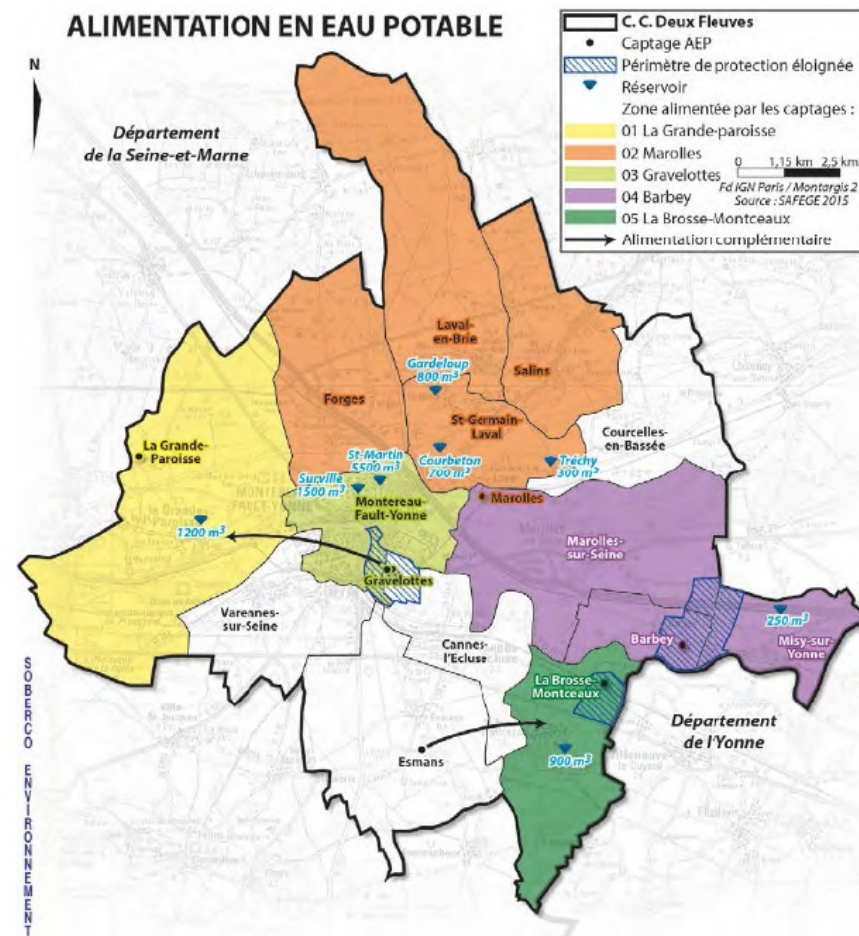 ALIMENTATION EN EAU POTABLE
C. C. Deux Fleuves
Captage AEP
Périmètre de protection éloignée
Réservoir
Zone alimentée par les captages :
01 La Grande-paroisse
02 Marolles
03 Gravelottes
04 Barbey
05 La Brosse-Montceaux
Alimentation complémentaire
0 1,15 km 2,5 km
Fd IGN Paris / Montargis 2
Source : SAFEGE 2015
N
Département
de la Seine-et-Marne
Laval-
en-Brie
Gardeloup
800 m³
Salins
Forges
St-Germain-
Laval
Courcelles-
en-Bassée
La Grande-
Paroisse
St-Martin
5500 m³
Surville
1500 m³
Courbeton
700 m³
Tréchy
300 m³
Marolles
Montereau-
Fault-Yonne
1200 m³
Marolles-
sur-Seine
Gravelottes
Varennes-
sur-Seine
Cannes-
l'Ecluse
Barbey
250 m³
Misy-sur-
Yonne
La Brosse-
Montceaux
Département
de l'Yonne
Esmans
900 m³
SOBERCO ENVIRONNEMENT